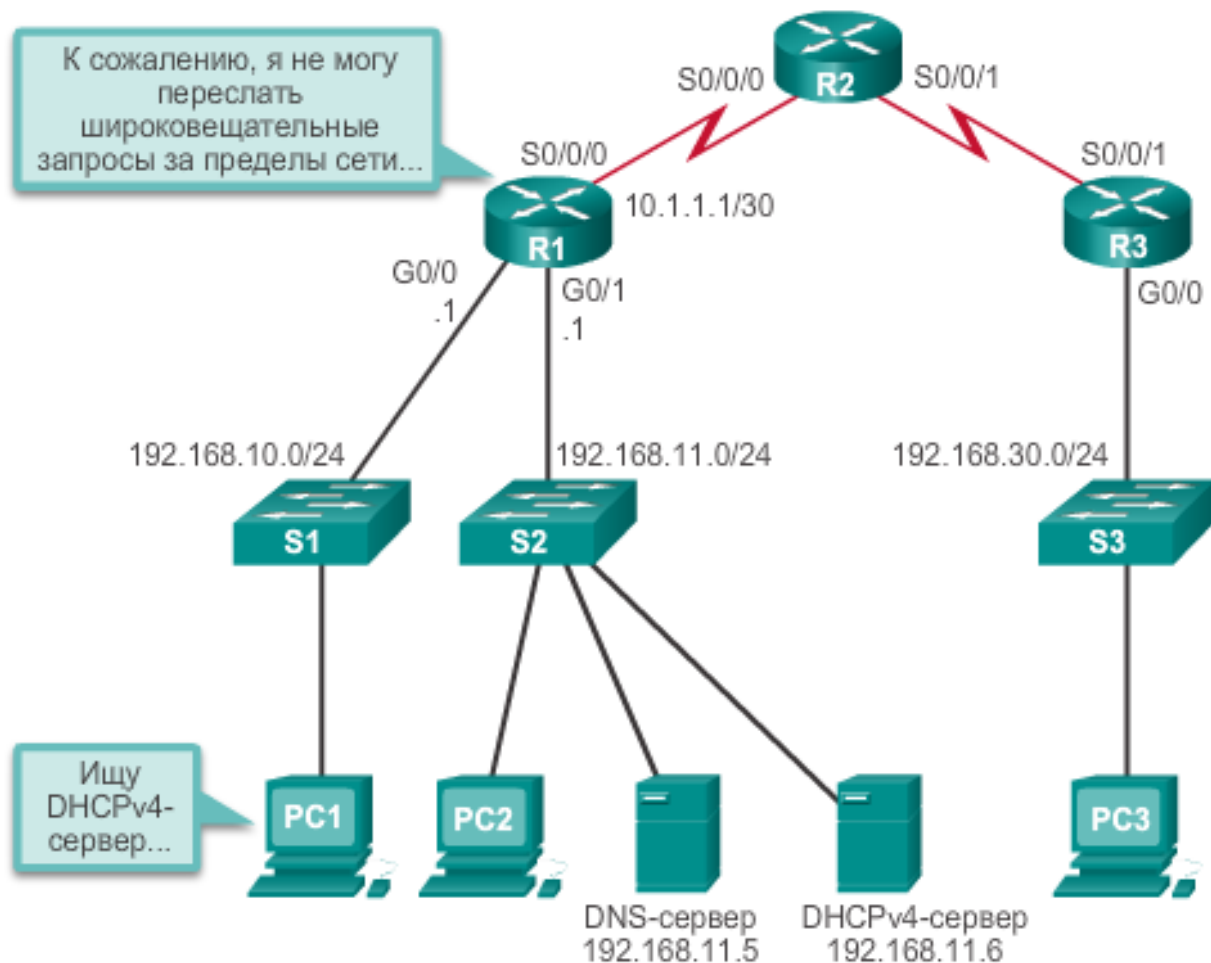 К сожалению, я не могу
переслать
широковещательные
запросы за пределы сети...
R2
S0/0/0
S0/0/1
S0/0/0
10.1.1.1/30
R1
S0/0/1
R3
G0/0
.1
G0/1
.1
G0/0
192.168.10.0/24
192.168.11.0/24
192.168.30.0/24
S1
S2
S3
Ищу
DHCPv4-
сервер...
PC1
PC2
PC3
DNS-сервер
192.168.11.5
DHCPv4-сервер
192.168.11.6